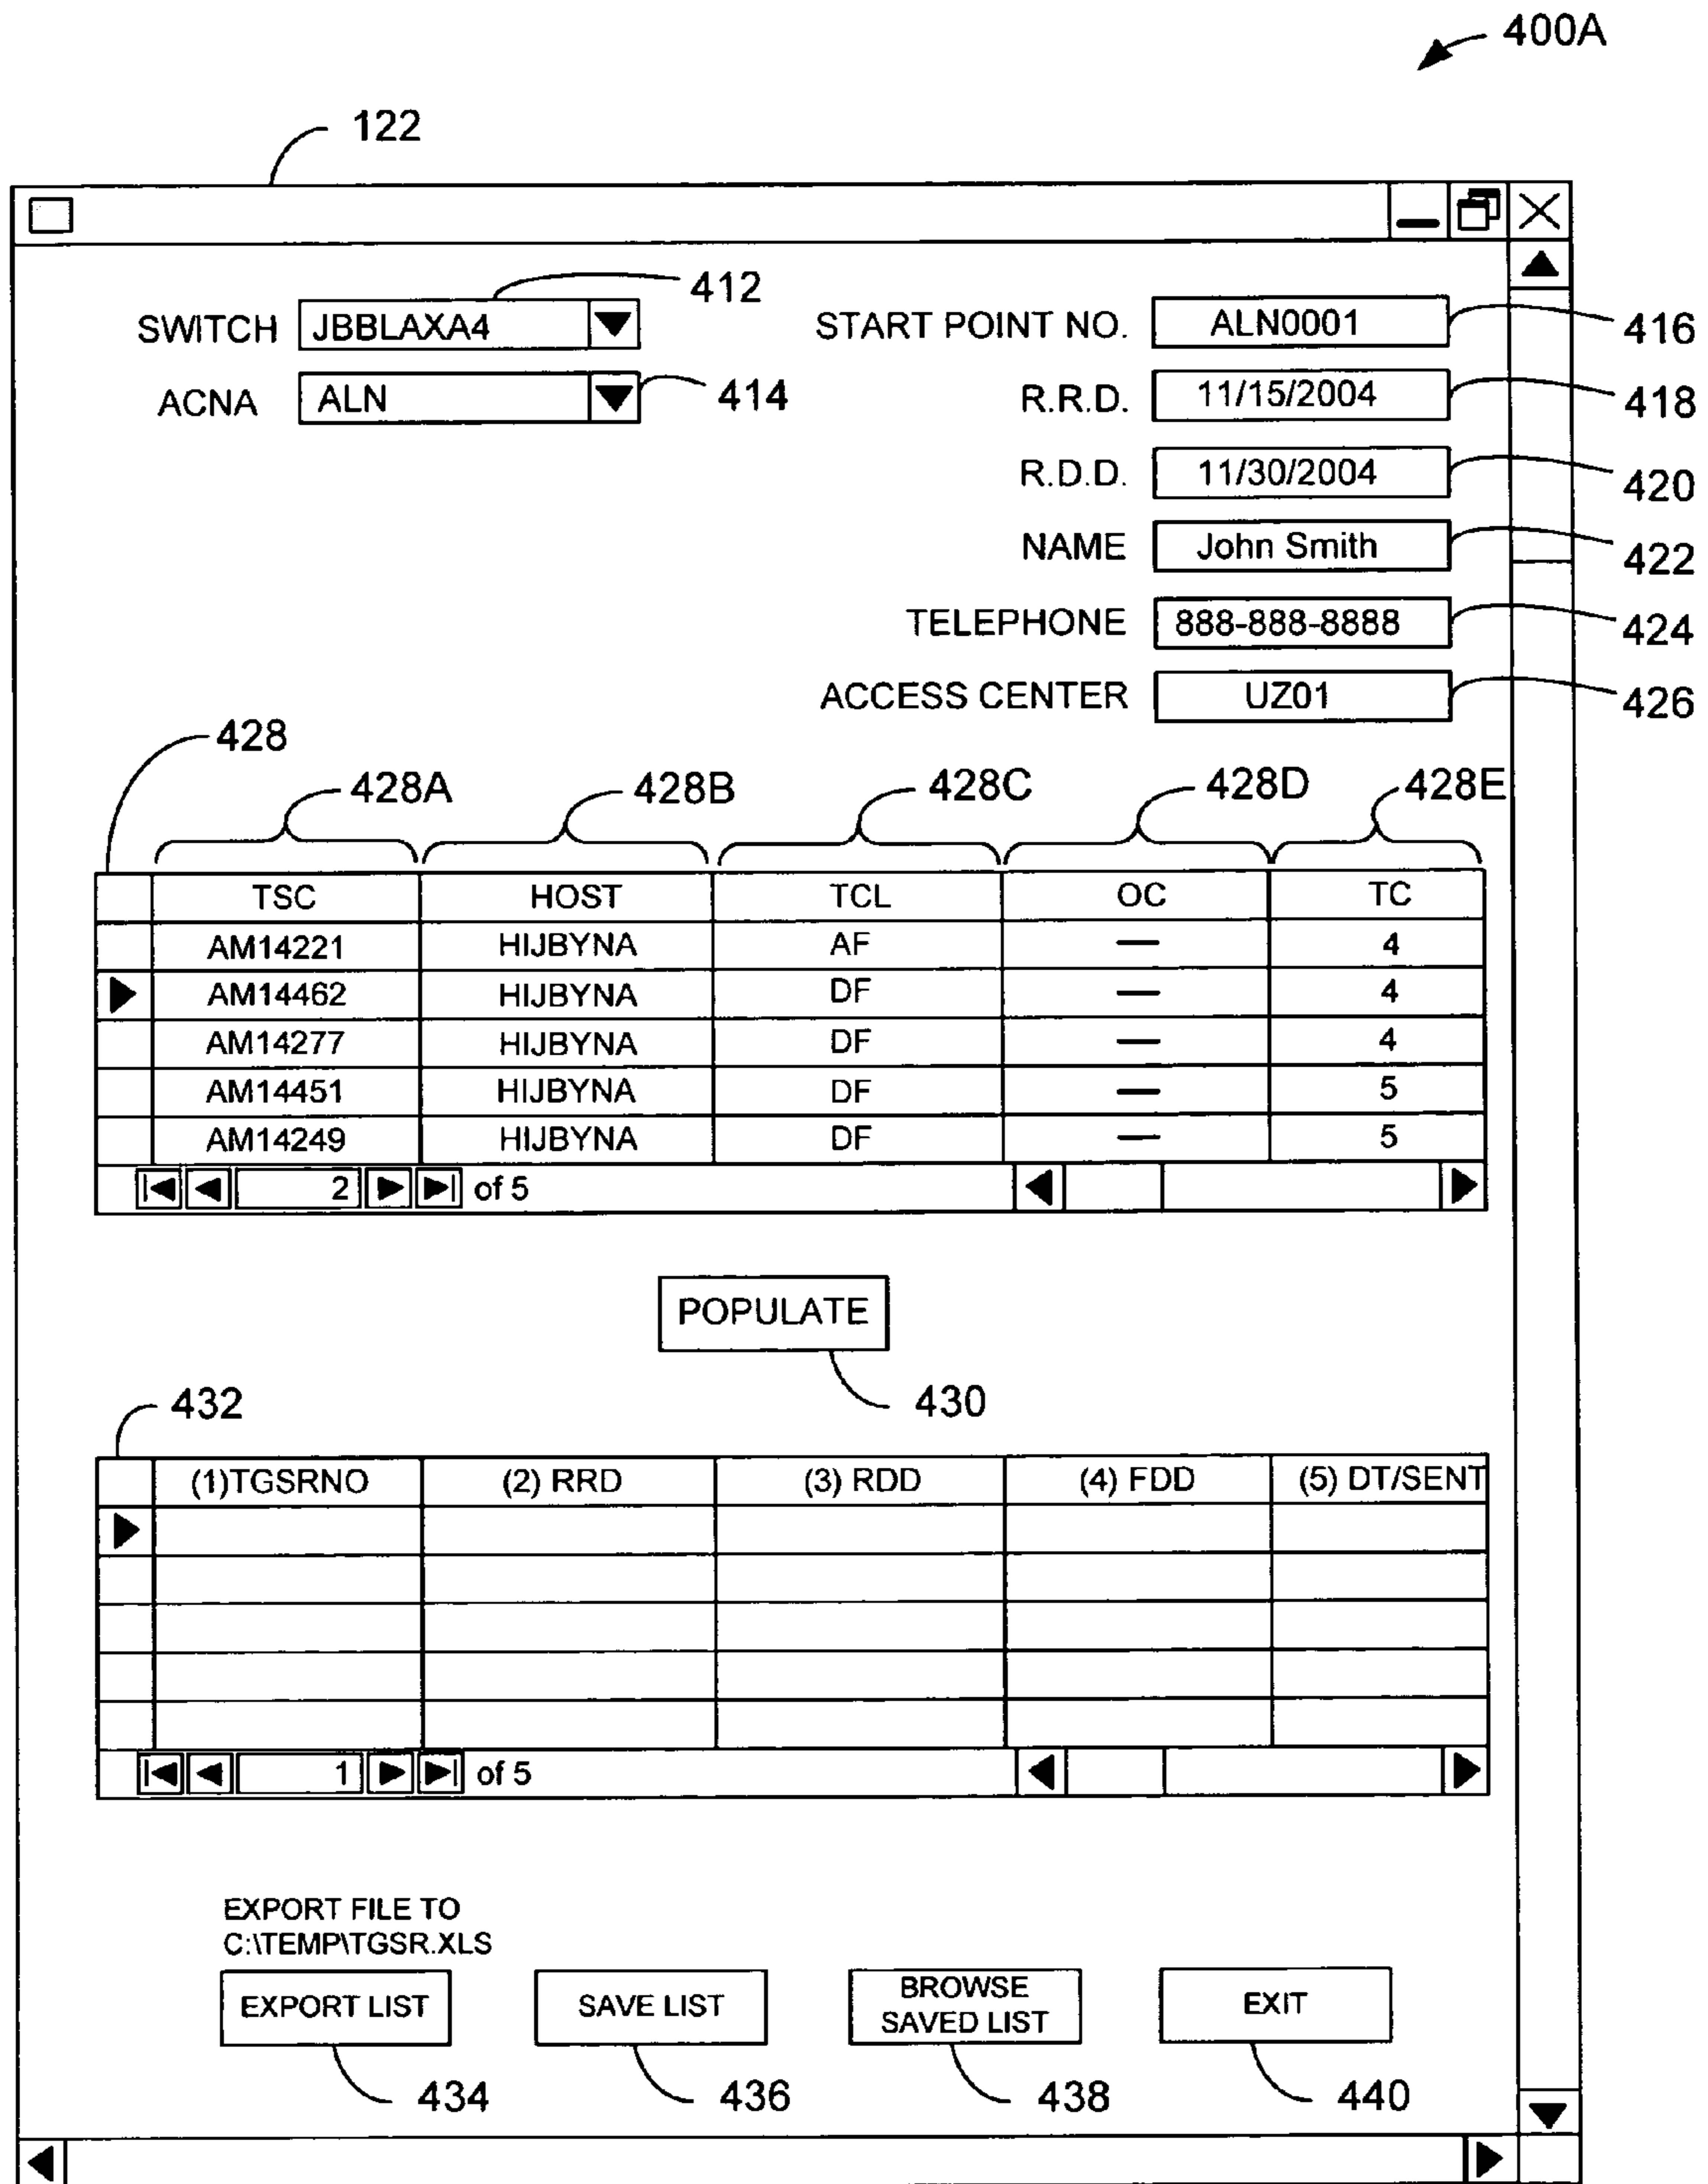 400A
122
412
SWITCH JBBLAXA4 START POINT NO. ALN0001 416
ACNA ALN 414 R.R.D. 11/15/2004 418
R.D.D. 11/30/2004 420
NAME John Smith 422
TELEPHONE 888-888-8888 424
ACCESS CENTER UZ01 426
428
428A 428B 428C 428D 428E
TSC HOST TCL OC TC
AM14221 HIJBYNA AF — 4
AM14462 HIJBYNA DF — 4
AM14277 HIJBYNA DF — 4
AM14451 HIJBYNA DF — 5
AM14249 HIJBYNA DF — 5
2 of 5
POPULATE
430
432
(1)TGSRNO (2) RRD (3) RDD (4) FDD (5) DT/SENT
1 of 5
EXPORT FILE TO
C:\TEMP\TGSR.XLS
EXPORT LIST SAVE LIST BROWSE SAVED LIST EXIT
434 436 438 440